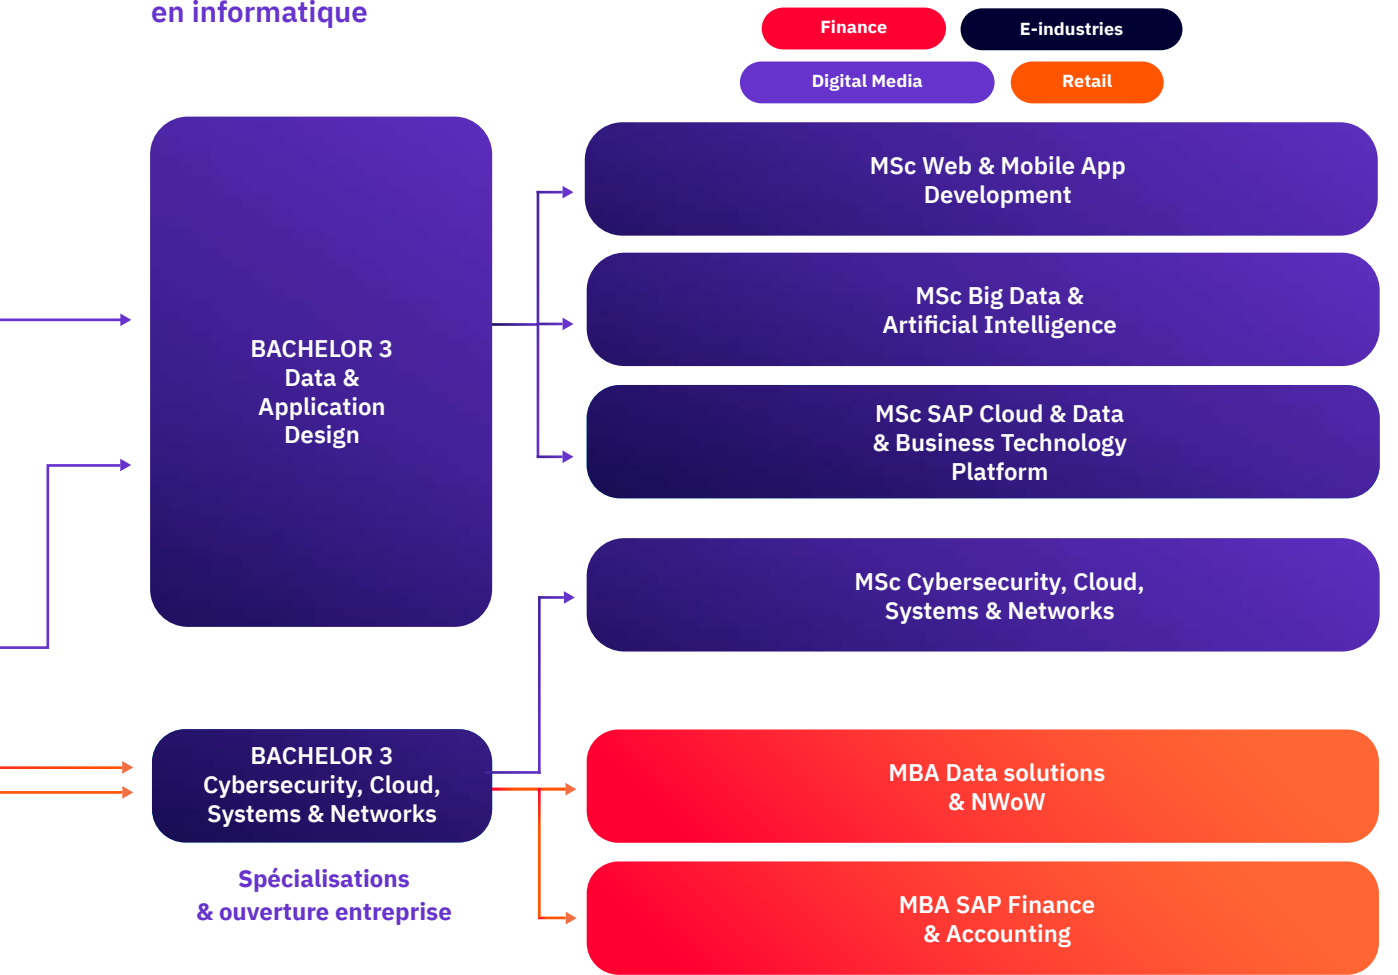 en informatique
Finance
E-industries
Digital Media
Retail
BACHELOR 3
Data &
Application
Design
MSc Web & Mobile App
Development
MSc Big Data &
Artificial Intelligence
MSc SAP Cloud & Data
& Business Technology
Platform
MSc Cybersecurity, Cloud,
Systems & Networks
BACHELOR 3
Cybersecurity, Cloud,
Systems & Networks
Spécialisations
& ouverture entreprise
MBA Data solutions
& NWoW
MBA SAP Finance
& Accounting